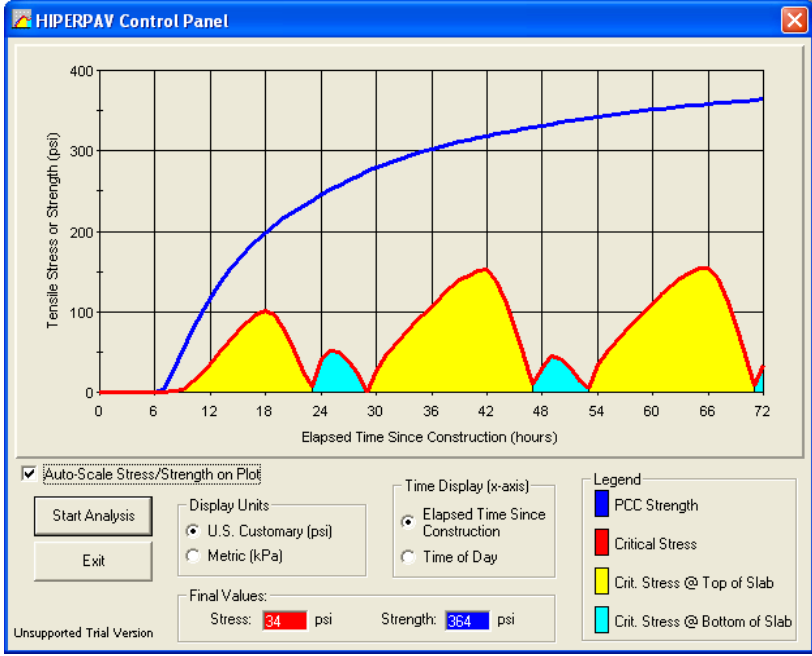 HIPERPAV Control Panel
400
300
200
100
0
Tensile Stress or Strength (psi)
0 6 12 18 24 30 36 42 48 54 60 66 72
Elapsed Time Since Construction (hours)
Auto-Scale Stress/Strength on Plot
Start Analysis
Exit
Display Units
U.S. Customary (psi)
Metric (kPa)
Time Display (x-axis)
Elapsed Time Since
Construction
Time of Day
Legend
PCC Strength
Critical Stress
Crit. Stress @ Top of Slab
Crit. Stress @ Bottom of Slab
Final Values:
Stress: 34 psi Strength: 364 psi
Unsupported Trial Version